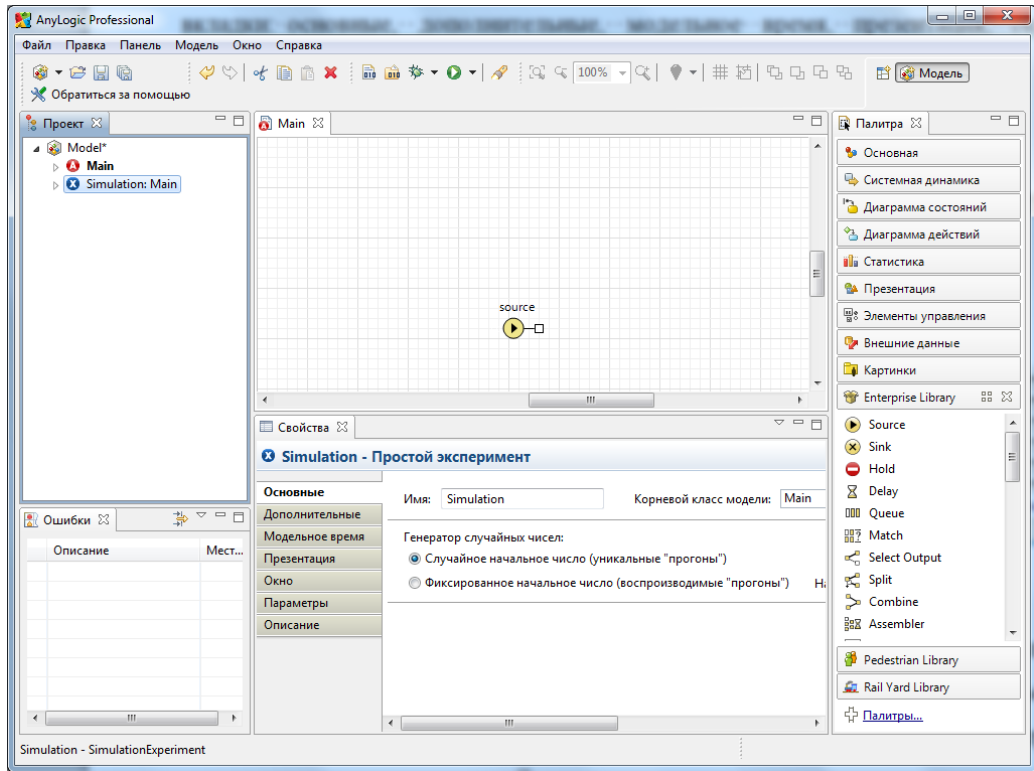 AnyLogic Professional
Файл Правка Панель Модель Окно Справка
100%
Модель
Обратиться за помощью
Проект
Model*
Main
Simulation: Main
Ошибки
Описание Мест...
Main
source
Свойства
Simulation - Простой эксперимент
Основные
Дополнительные
Модельное время
Презентация
Окно
Параметры
Описание
Имя: Simulation Корневой класс модели: Main
Генератор случайных чисел:
Случайное начальное число (уникальные "прогоны")
Фиксированное начальное число (воспроизводимые "прогоны") На
Палитра
Основная
Системная динамика
Диаграмма состояний
Диаграмма действий
Статистика
Презентация
Элементы управления
Внешние данные
Картинки
Enterprise Library
Source
Sink
Hold
Delay
Queue
Match
Select Output
Split
Combine
Assembler
Pedestrian Library
Rail Yard Library
Палитры...
Simulation - SimulationExperiment